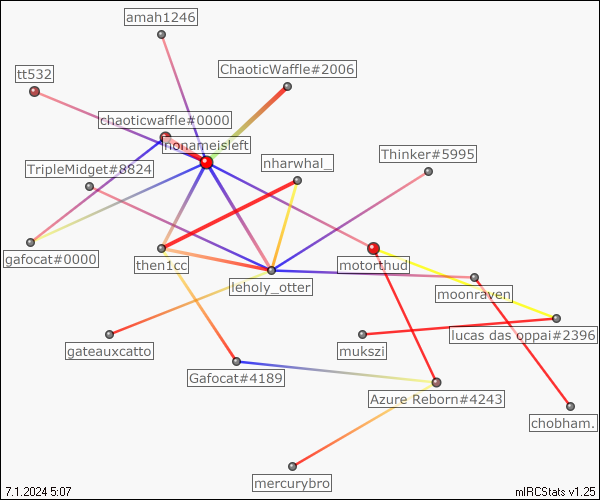 amah1246
tt532
ChaoticWaffle#2006
chaoticwaffle#0000
nonameisleft
nharwhal_
Thinker#5995
TripleMidget#8824
gafocat#0000
then1cc
motorthud
leholy_otter
moonraven
lucas das oppai#2396
gateauxcatto
mukszi
Gafocat#4189
Azure Reborn#4243
chobham.
mercurybro
7.1.2024 5:07
mIRCStats v1.25